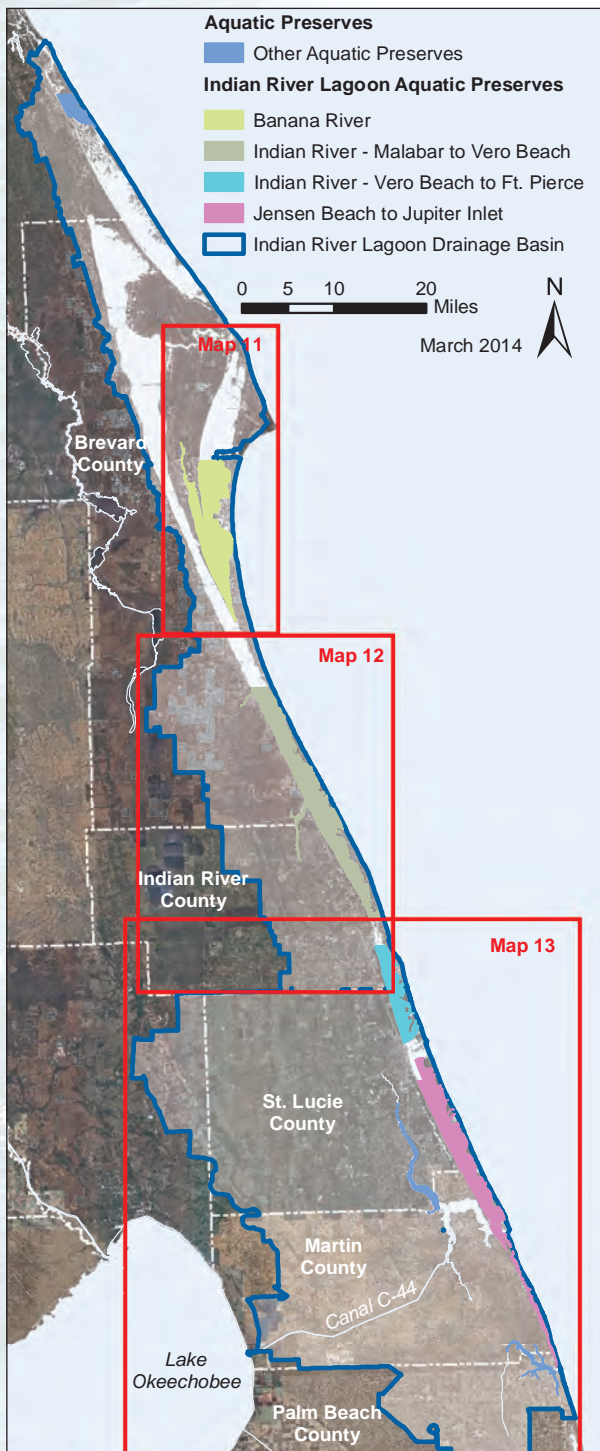 Aquatic Preserves
Other Aquatic Preserves
Indian River Lagoon Aquatic Preserves
Banana River
Indian River - Malabar to Vero Beach
Indian River - Vero Beach to Ft. Pierce
Jensen Beach to Jupiter Inlet
Indian River Lagoon Drainage Basin
0 5 10 20
Miles
N
March 2014
Map 11
Brevard
County
Map 12
Indian River
County
Map 13
St. Lucie
County
Martin
County
Canal C-44
Lake
Okeechobee
Palm Beach
County